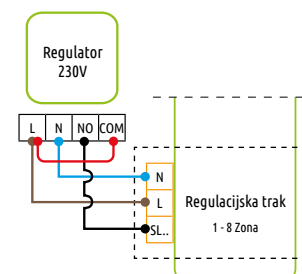 Regulator
230V
L N NO COM
N
L
SL..
Regulacijska trak
1 - 8 Zona